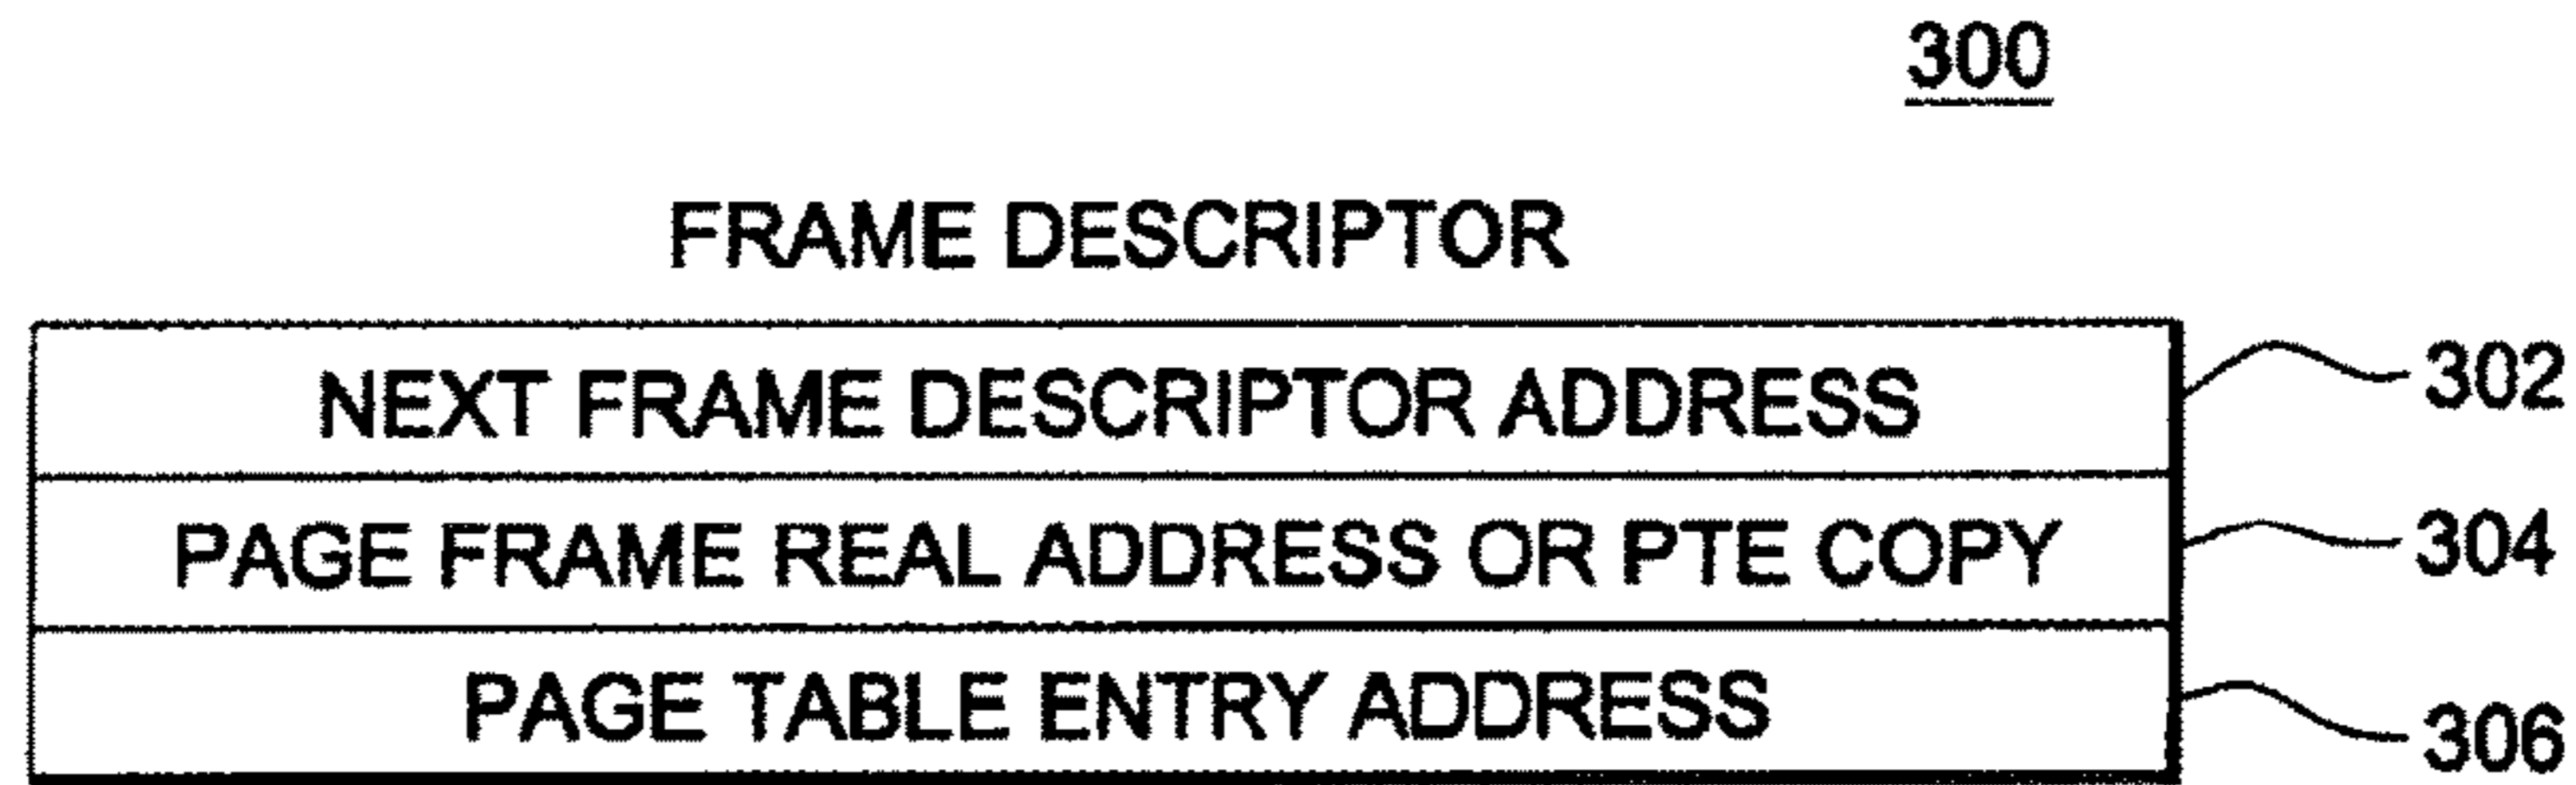 300
FRAME DESCRIPTOR
NEXT FRAME DESCRIPTOR ADDRESS 302
PAGE FRAME REAL ADDRESS OR PTE COPY 304
PAGE TABLE ENTRY ADDRESS 306